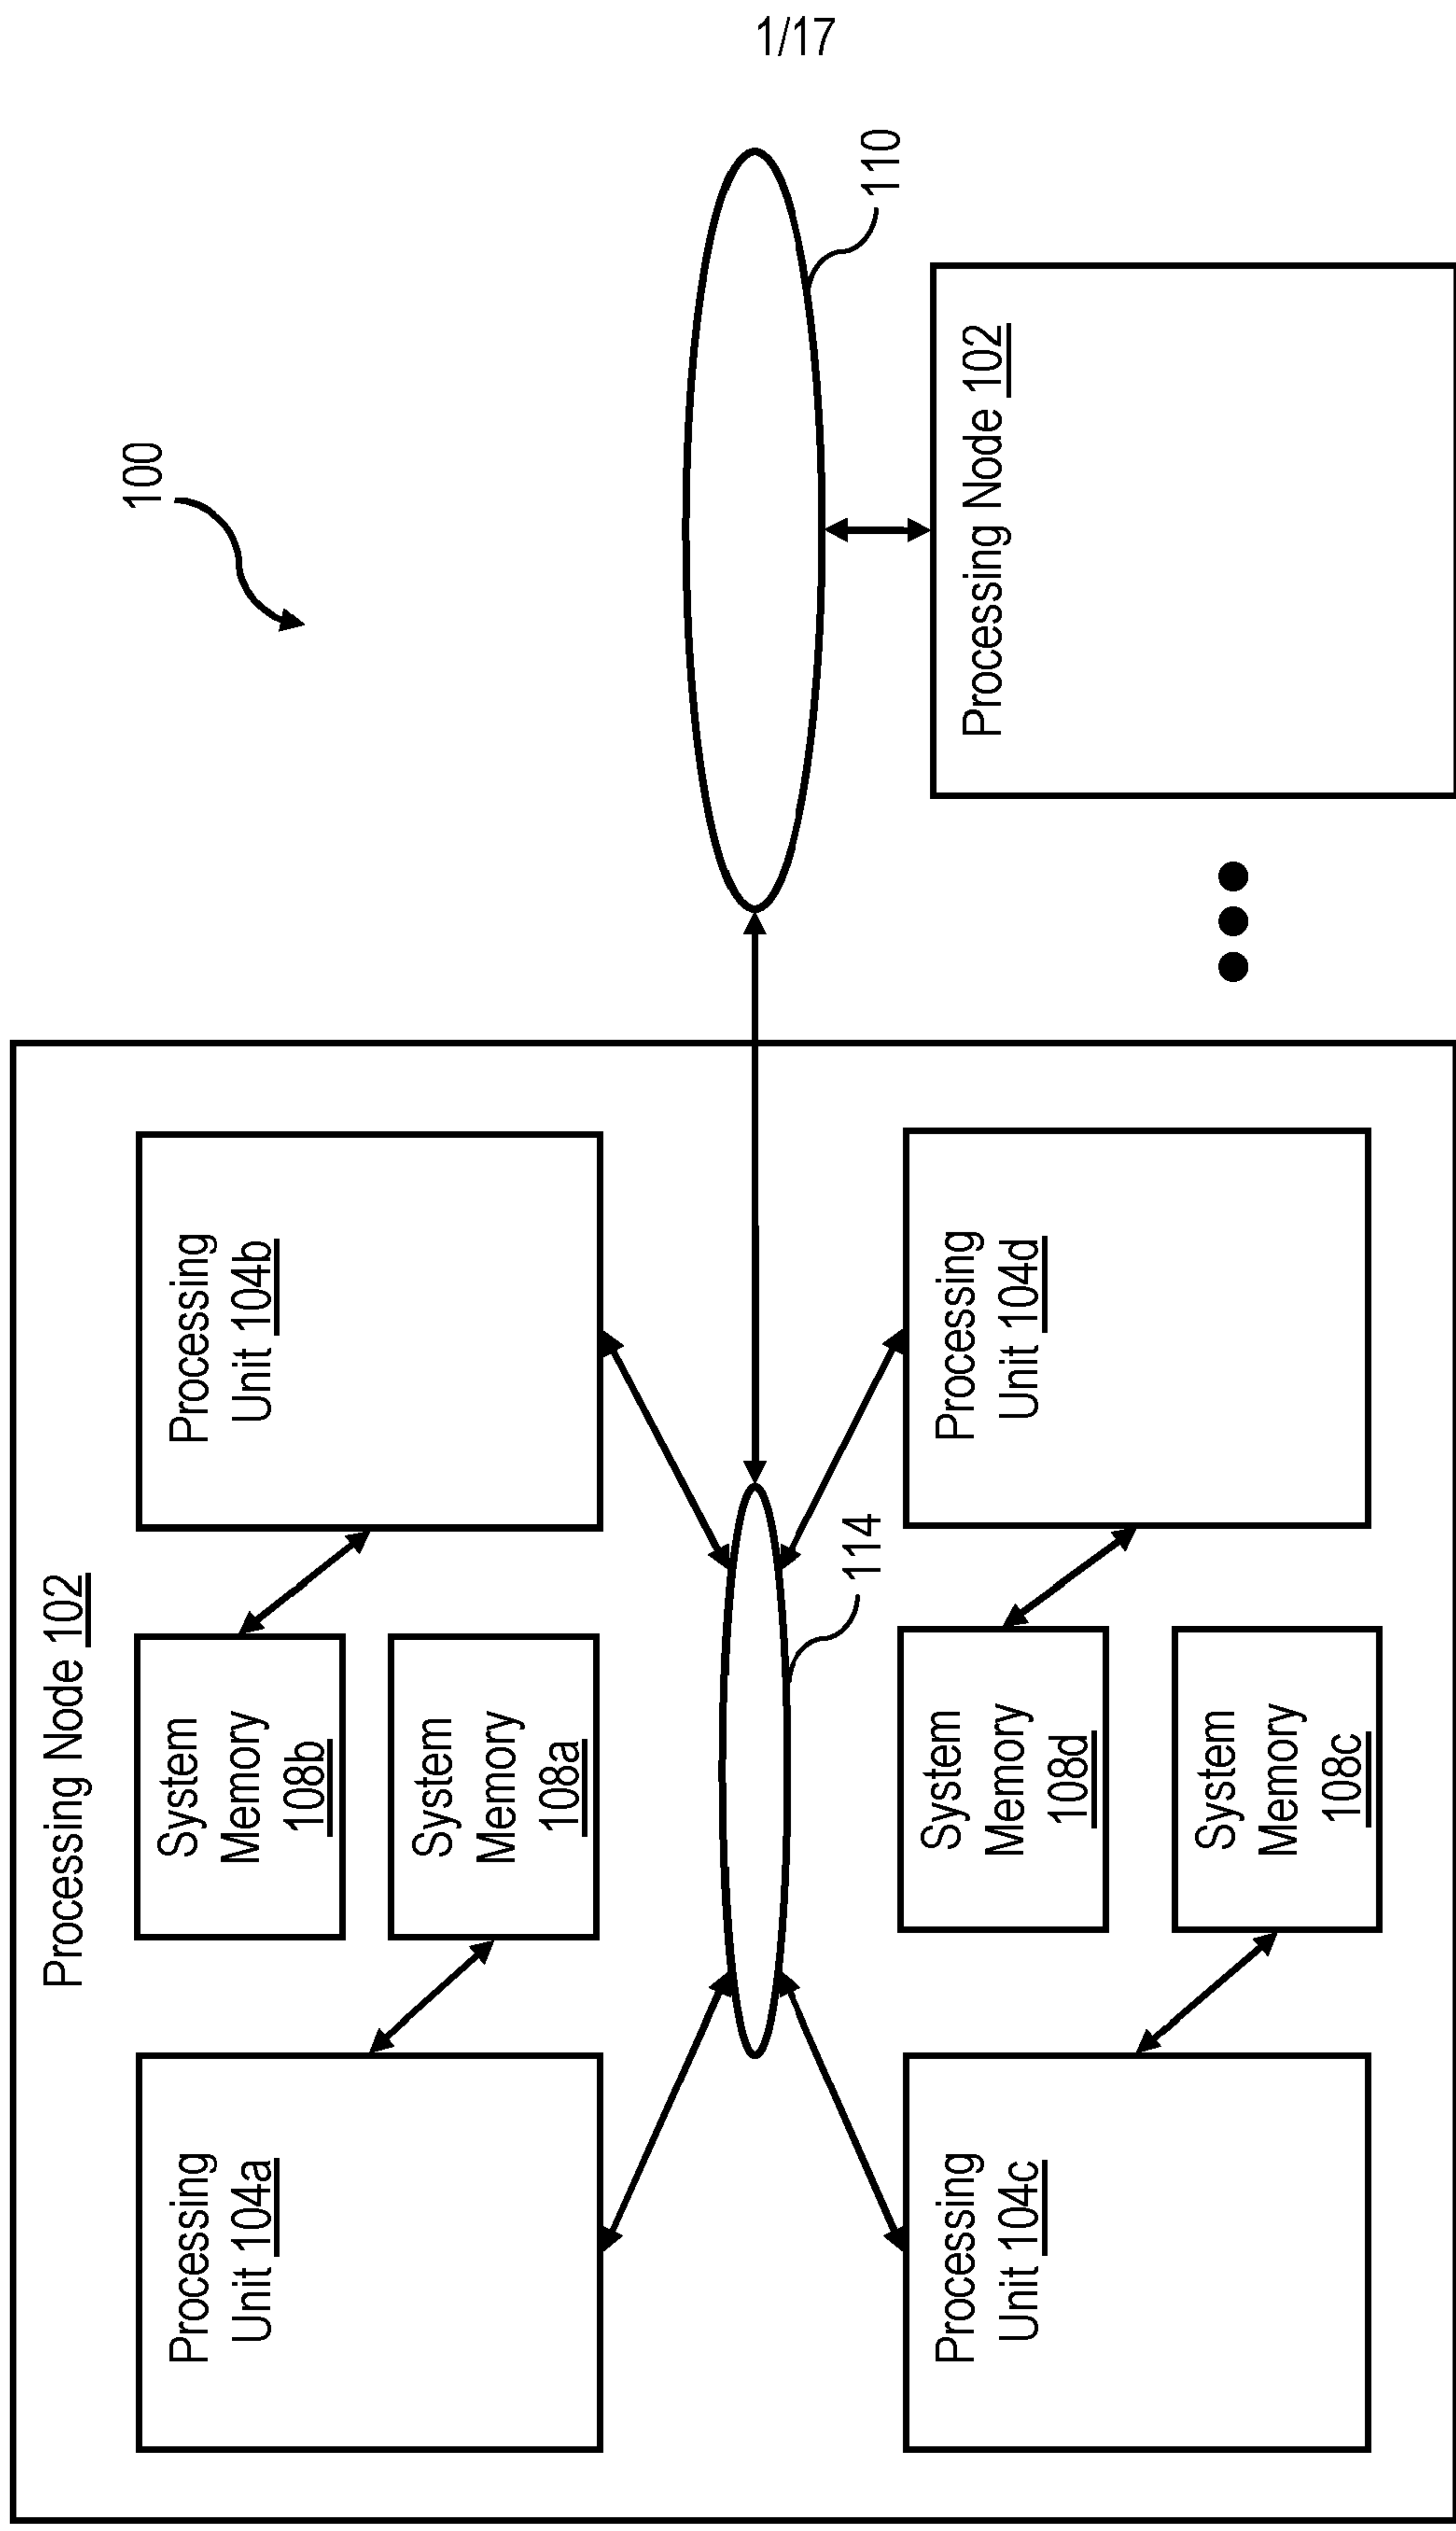 1/17
100
Processing Node 102
Processing
Unit 104a
System
Memory
108b
System
Memory
108a
Processing
Unit 104b
110
114
Processing
Unit 104c
System
Memory
108d
System
Memory
108c
Processing
Unit 104d
Processing Node 102